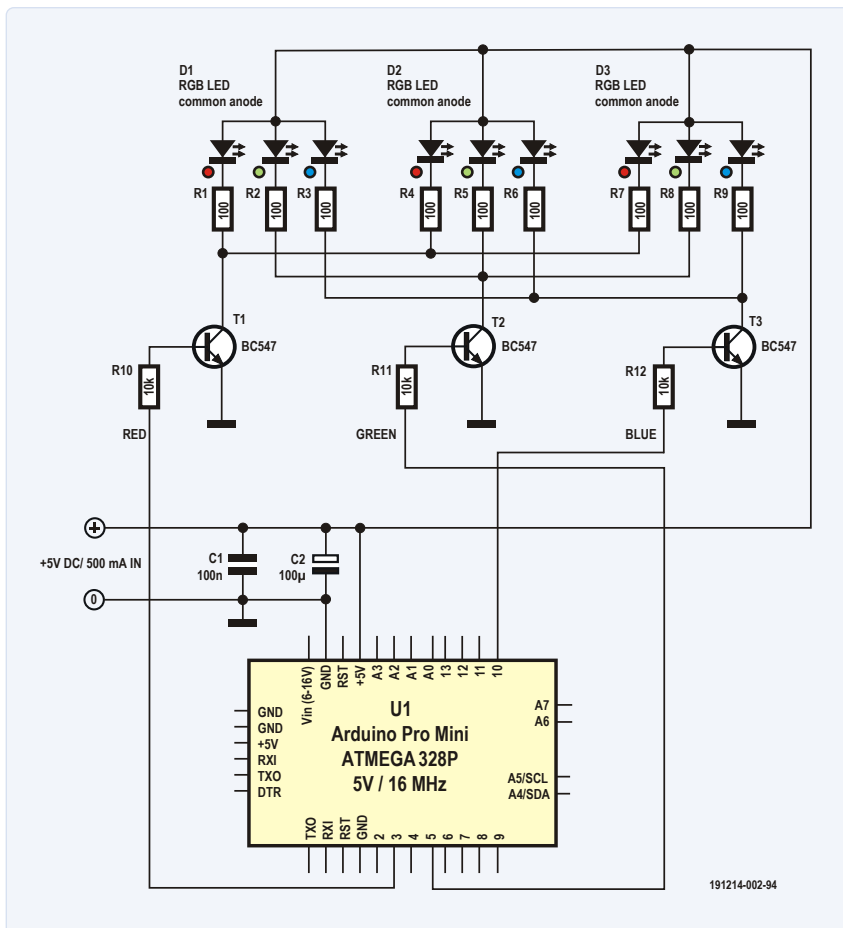 D1
RGB LED
common anode
D2
RGB LED
common anode
D3
RGB LED
common anode
R1
R2
R3
R4
R5
R6
R7
R8
R9
100
100
100
100
100
100
100
100
100
T1
BC547
T2
BC547
T3
BC547
R10
10k
R11
10k
R12
10k
RED
GREEN
BLUE
+
+5V DC/ 500 mA IN
0
C1
100n
C2
100µ
Vin (6-16V)
GND
RST
+5V
A3
A2
A1
A0
13
12
11
10
GND
GND
+5V
RXI
TXO
DTR
U1
Arduino Pro Mini
ATMEGA 328P
5V / 16 MHz
A7
A6
A5/SCL
A4/SDA
TXO
RXI
RST
GND
2
3
4
5
6
7
8
9
191214-002-94